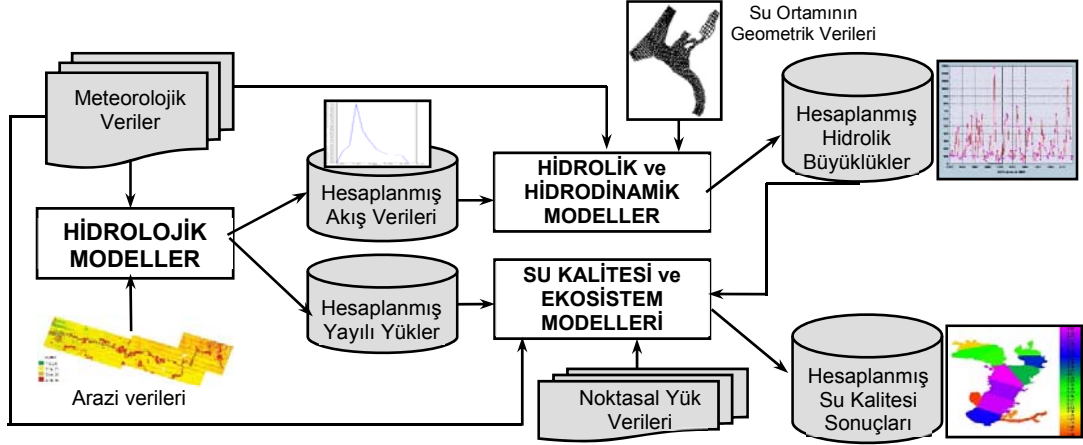 Su Ortamının
Geometrik Verileri
Meteorolojik
Veriler
Hesaplanmış
Hidrolik
Büyüklükler
HİDROLİK ve
HİDRODİNAMİK
MODELLER
Hesaplanmış
Akış Verileri
HİDROLOJİK
MODELLER
SU KALİTESİ ve
EKOSİSTEM
MODELLERİ
Hesaplanmış
Yayılı Yükler
Arazi verileri
Noktasal Yük
Verileri
Hesaplanmış
Su Kalitesi
Sonuçları